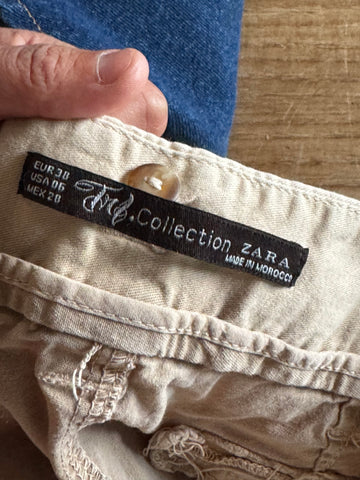 EUR 38
USA 06
MEX 28
Trf.Collection ZARA
MADE IN MOROCCO